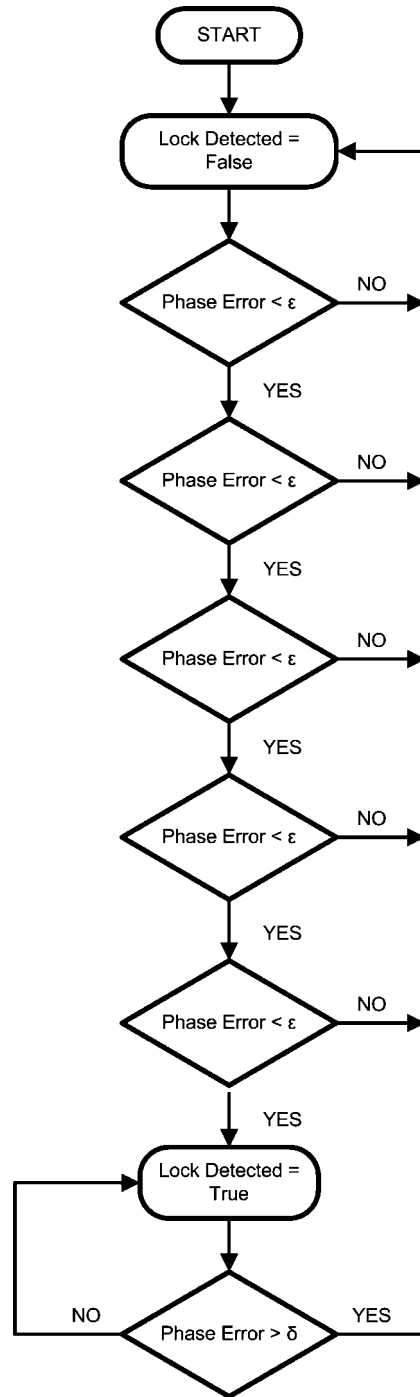 START
Lock Detected =
False
Phase Error < ε
NO
YES
Phase Error < ε
NO
YES
Phase Error < ε
NO
YES
Phase Error < ε
NO
YES
Phase Error < ε
NO
YES
Lock Detected =
True
NO
Phase Error > δ
YES